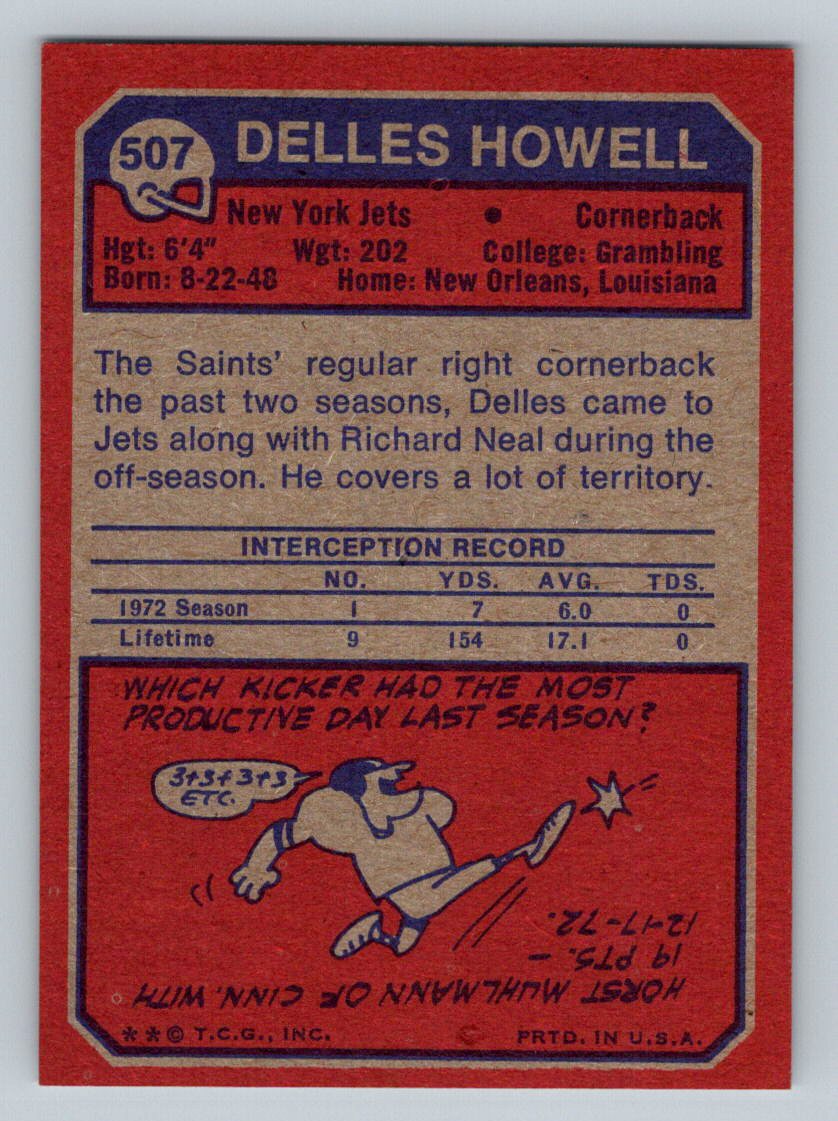 507 DELLES HOWELL
New York Jets • Cornerback
Hgt: 6'4" Wgt: 202 College: Grambling
Born: 8-22-48 Home: New Orleans, Louisiana
The Saints' regular right cornerback
the past two seasons, Delles came to
Jets along with Richard Neal during the
off-season. He covers a lot of territory.
INTERCEPTION RECORD
NO. YDS. AVG. TDS.
1972 Season 1 7 6.0 0
Lifetime 9 154 17.1 0
WHICH KICKER HAD THE MOST
PRODUCTIVE DAY LAST SEASON?
3+3+3+3
ETC.
HORST MUHLMANN OF CINN. WITH
19 PTS. —
12-17-72.
** © T.C.G., INC. PRTD. IN U.S.A.